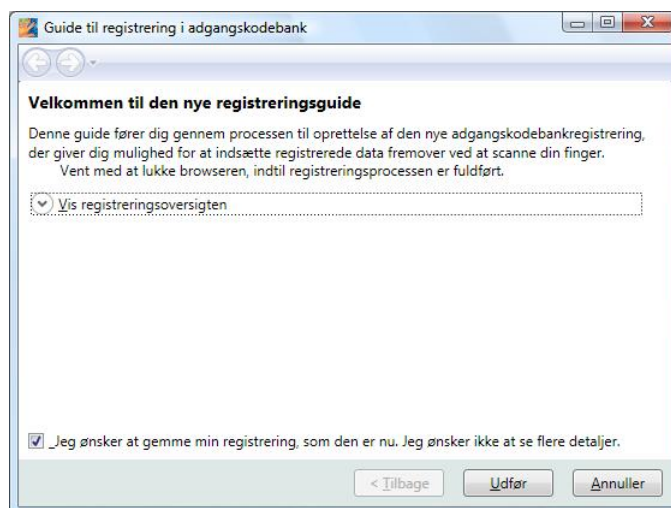 Guide til registrering i adgangskodebank
Velkommen til den nye registreringsguide
Denne guide fører dig gennem processen til oprettelse af den nye adgangskodebankregistrering,
der giver dig mulighed for at indsætte registrerede data fremover ved at scanne din finger.
Vent med at lukke browseren, indtil registreringsprocessen er fuldført.
Vis registreringsoversigten
_Jeg ønsker at gemme min registrering, som den er nu. Jeg ønsker ikke at se flere detaljer.
< Tilbage
Udfør
Annuller